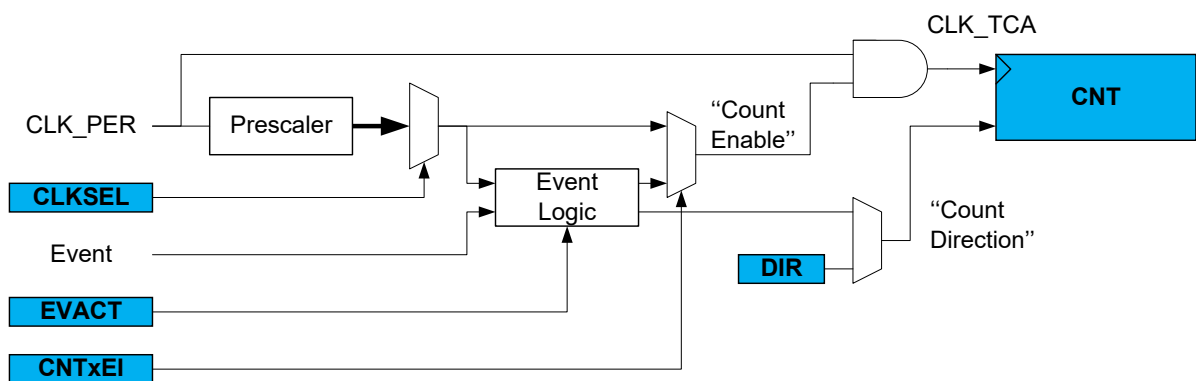 CLK_TCA
CNT
"Count
Enable"
CLK_PER
Prescaler
CLKSEL
Event
Logic
"Count
Direction"
Event
DIR
EVACT
CNTxEI